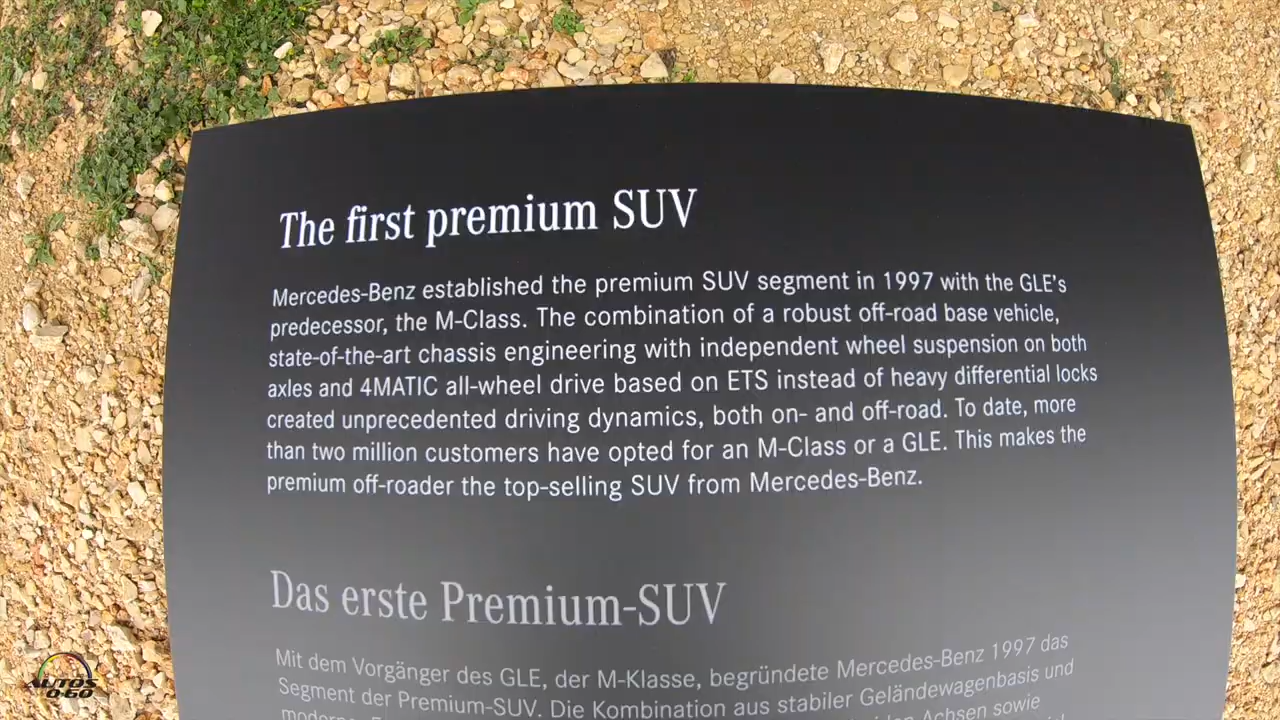 The first premium SUV
Mercedes-Benz established the premium SUV segment in 1997 with the GLE's
predecessor, the M-Class. The combination of a robust off-road base vehicle,
state-of-the-art chassis engineering with independent wheel suspension on both
axles and 4MATIC all-wheel drive based on ETS instead of heavy differential locks
created unprecedented driving dynamics, both on- and off-road. To date, more
than two million customers have opted for an M-Class or a GLE. This makes the
premium off-roader the top-selling SUV from Mercedes-Benz.
Das erste Premium-SUV
Mit dem Vorgänger des GLE, der M-Klasse, begründete Mercedes-Benz 1997 das
Segment der Premium-SUV. Die Kombination aus stabiler Geländewagenbasis und
Achsen sowie
AUTOS
0-60